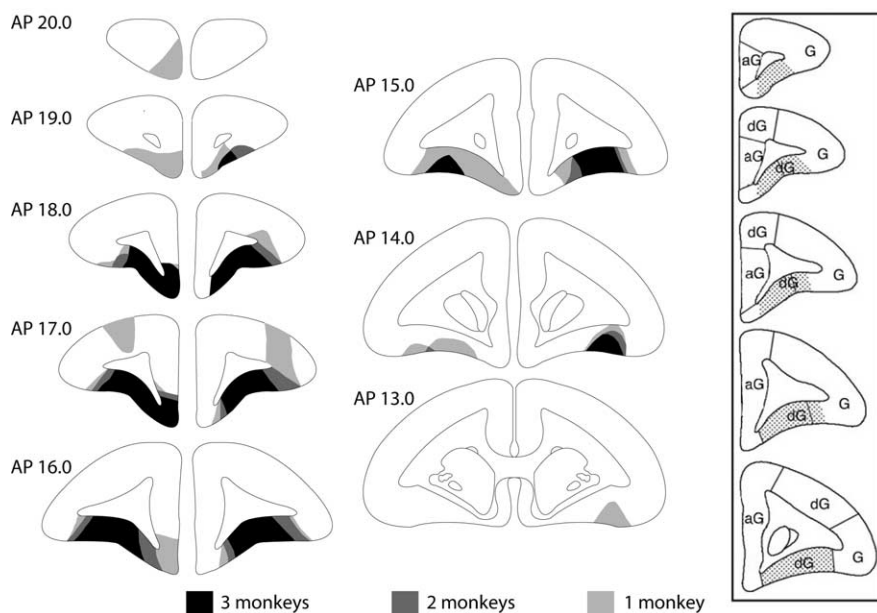 AP 20.0
AP 19.0
AP 18.0
AP 17.0
AP 16.0
AP 15.0
AP 14.0
AP 13.0
aG
G
dG
aG
dG
G
dG
aG
dG
G
aG
dG
G
aG
dG
G
dG
3 monkeys
2 monkeys
1 monkey